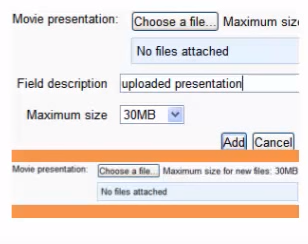 Movie presentation: Choose a file... Maximum size
No files attached
Field description uploaded presentation
Maximum size 30MB
Add Cancel
Movie presentation: Choose a file... Maximum size for new files: 30MB
No files attached